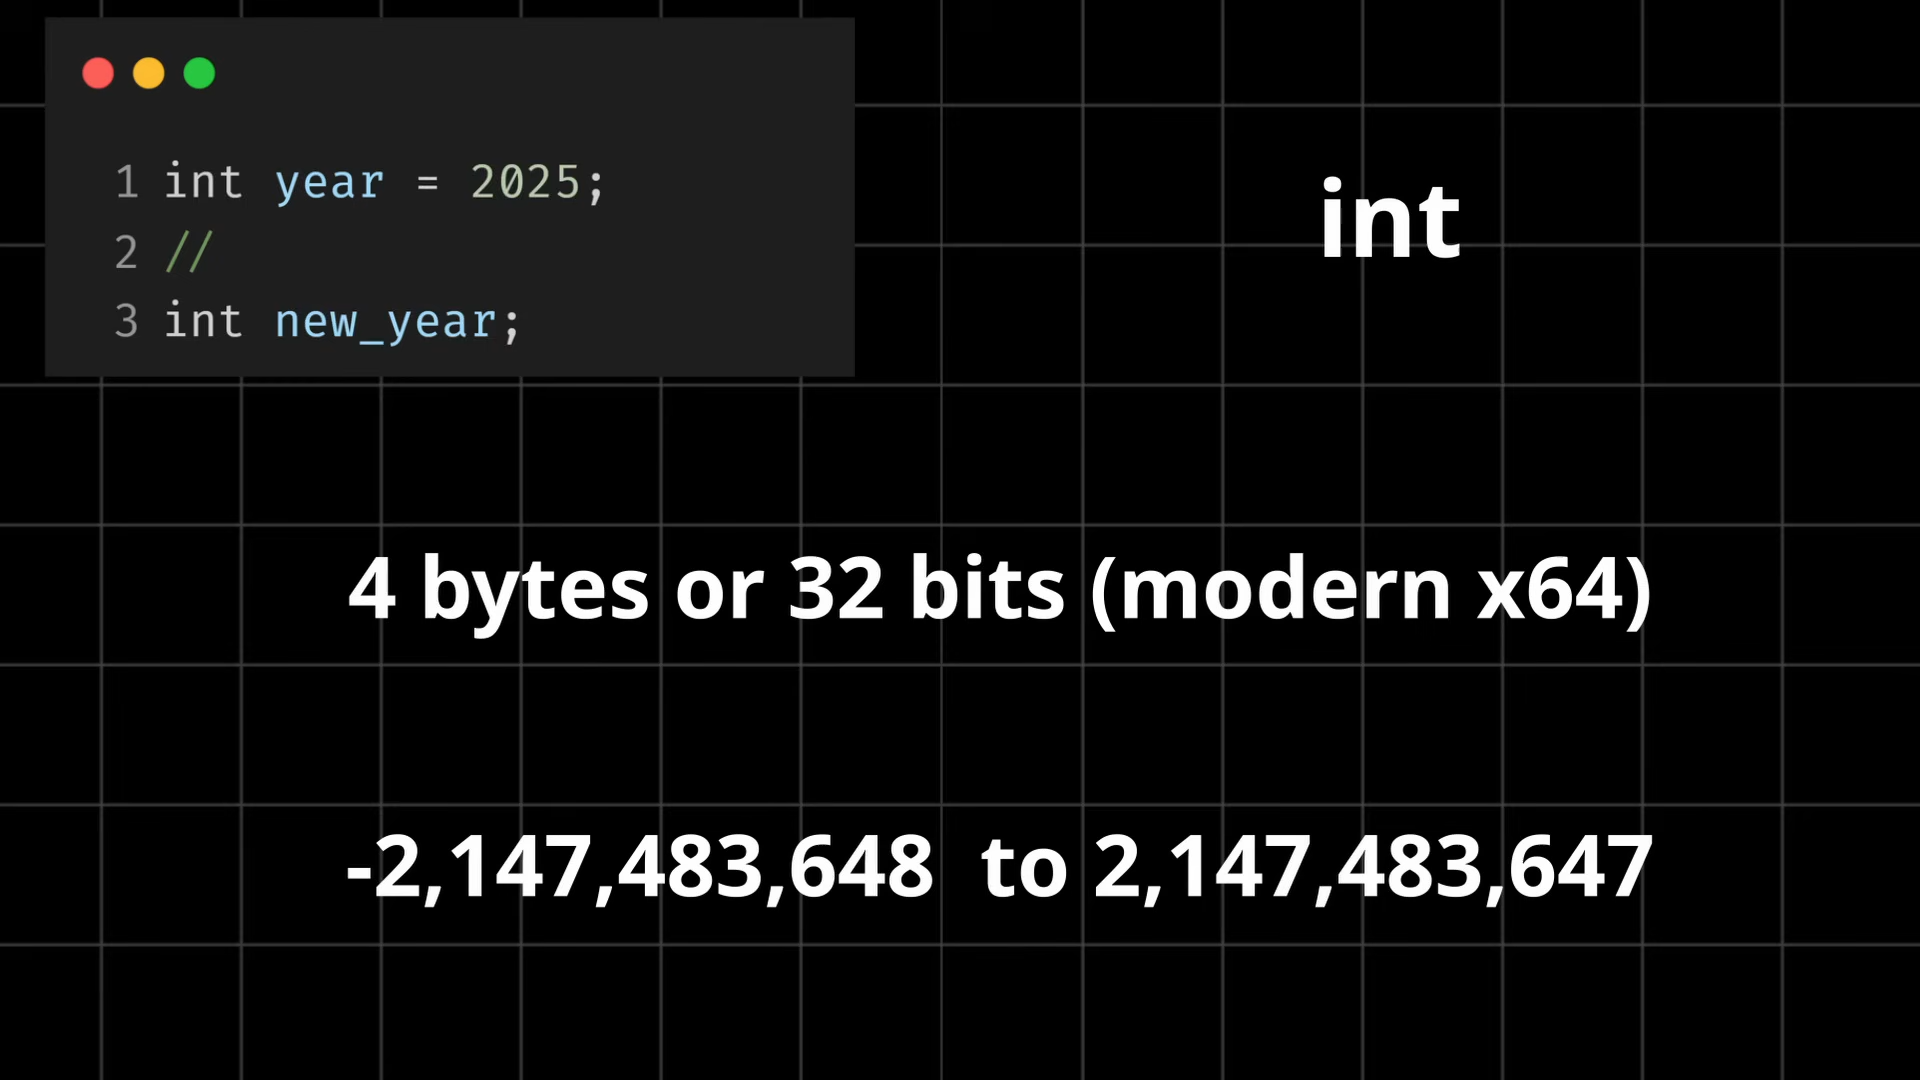 1 int year = 2025;
2 //
3 int new_year;
int
4 bytes or 32 bits (modern x64)
-2,147,483,648  to 2,147,483,647